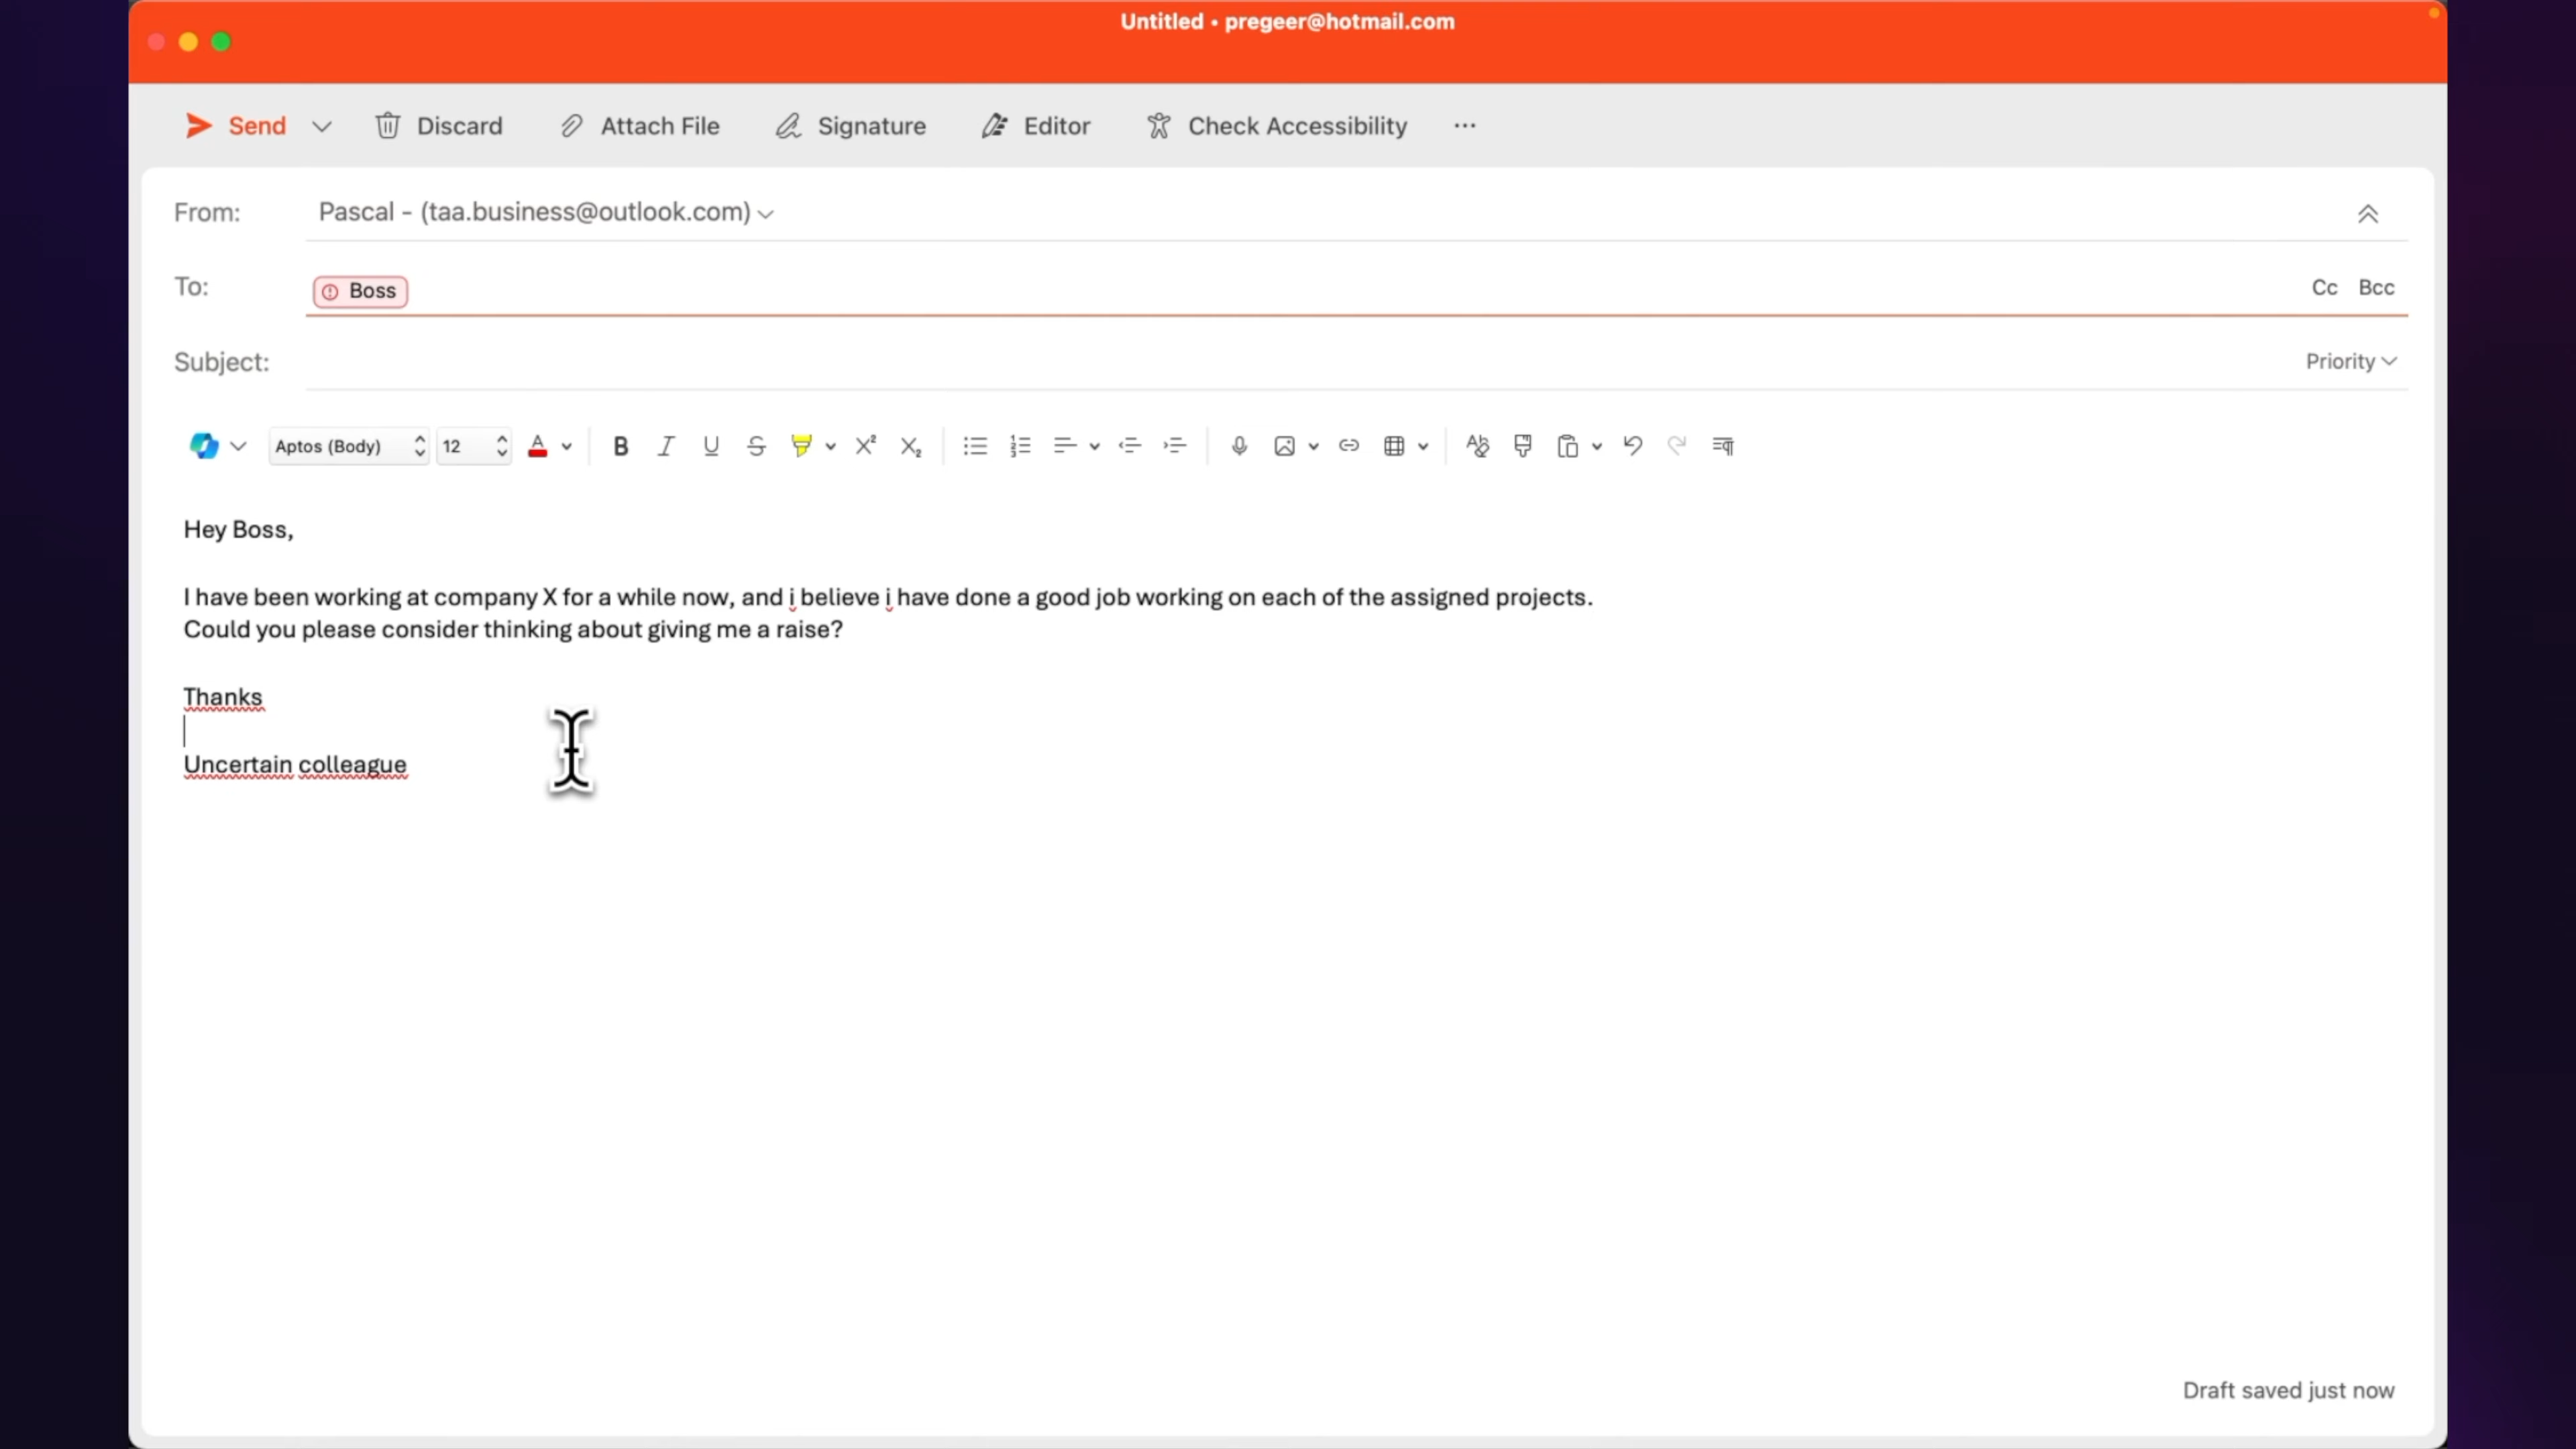 Untitled • pregeer@hotmail.com
Send Discard Attach File Signature Editor Check Accessibility ...
From: Pascal - (taa.business@outlook.com)
To: Boss Cc Bcc
Subject: Priority
Aptos (Body) 12 A B I U S X² X₂
Hey Boss,
I have been working at company X for a while now, and i believe i have done a good job working on each of the assigned projects.
Could you please consider thinking about giving me a raise?
Thanks
Uncertain colleague
Draft saved just now